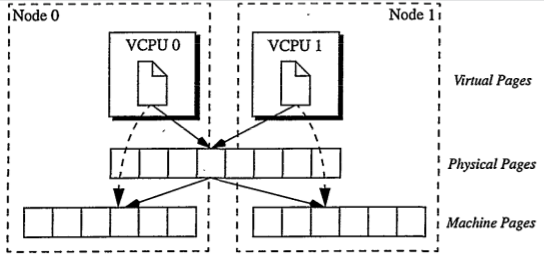 Node 0
Node 1
VCPU 0
VCPU 1
Virtual Pages
Physical Pages
Machine Pages